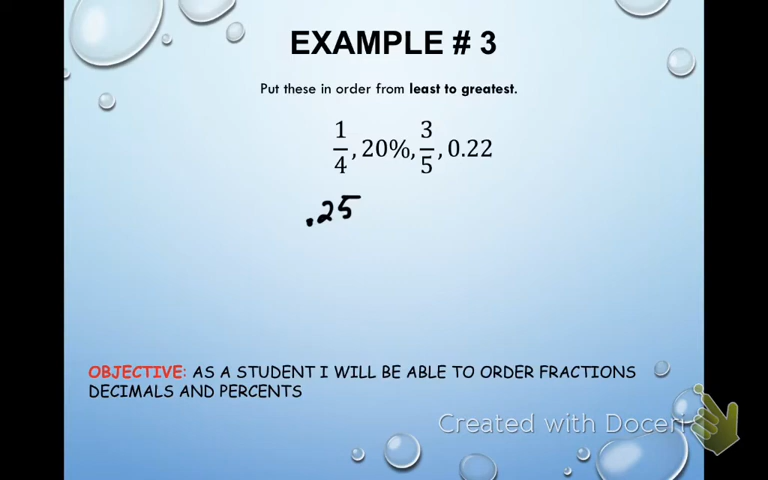 EXAMPLE # 3
Put these in order from least to greatest.
1/4, 20%, 3/5, 0.22
.25
OBJECTIVE: AS A STUDENT I WILL BE ABLE TO ORDER FRACTIONS
DECIMALS AND PERCENTS
Created with Doceri